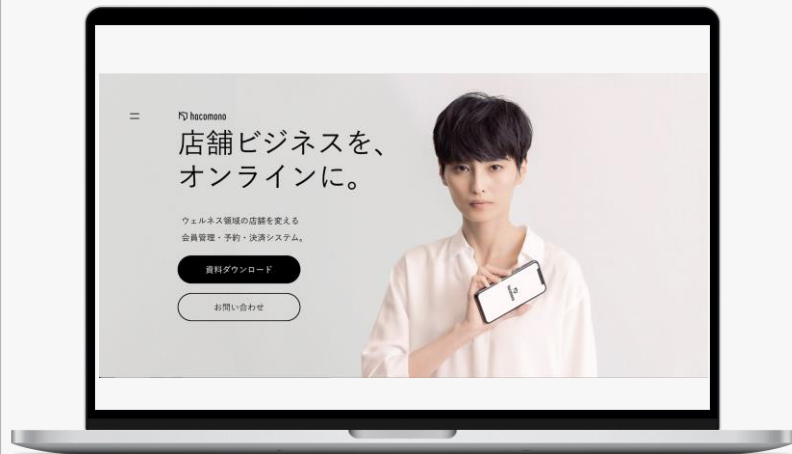 hacomono
店舗ビジネスを、
オンラインに。
ウェルネス領域の店舗を変える
会員管理・予約・決済システム。
資料ダウンロード
お問い合わせ
hacomono